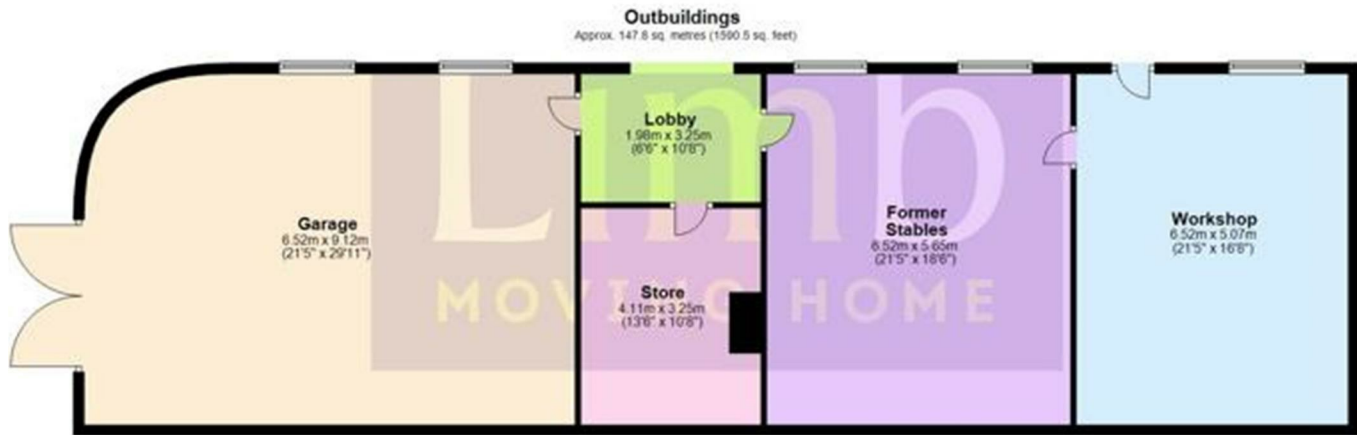 Outbuildings
Approx. 147.8 sq. metres (1590.5 sq. feet)
Lobby
1.98m x 3.25m
(6'6" x 10'8")
Garage
6.52m x 9.12m
(21'5" x 29'11")
Former
Stables
6.52m x 5.65m
(21'5" x 18'6")
Workshop
6.52m x 5.07m
(21'5" x 16'8")
Store
4.11m x 3.25m
(13'6" x 10'8")
Limb
MOVING HOME